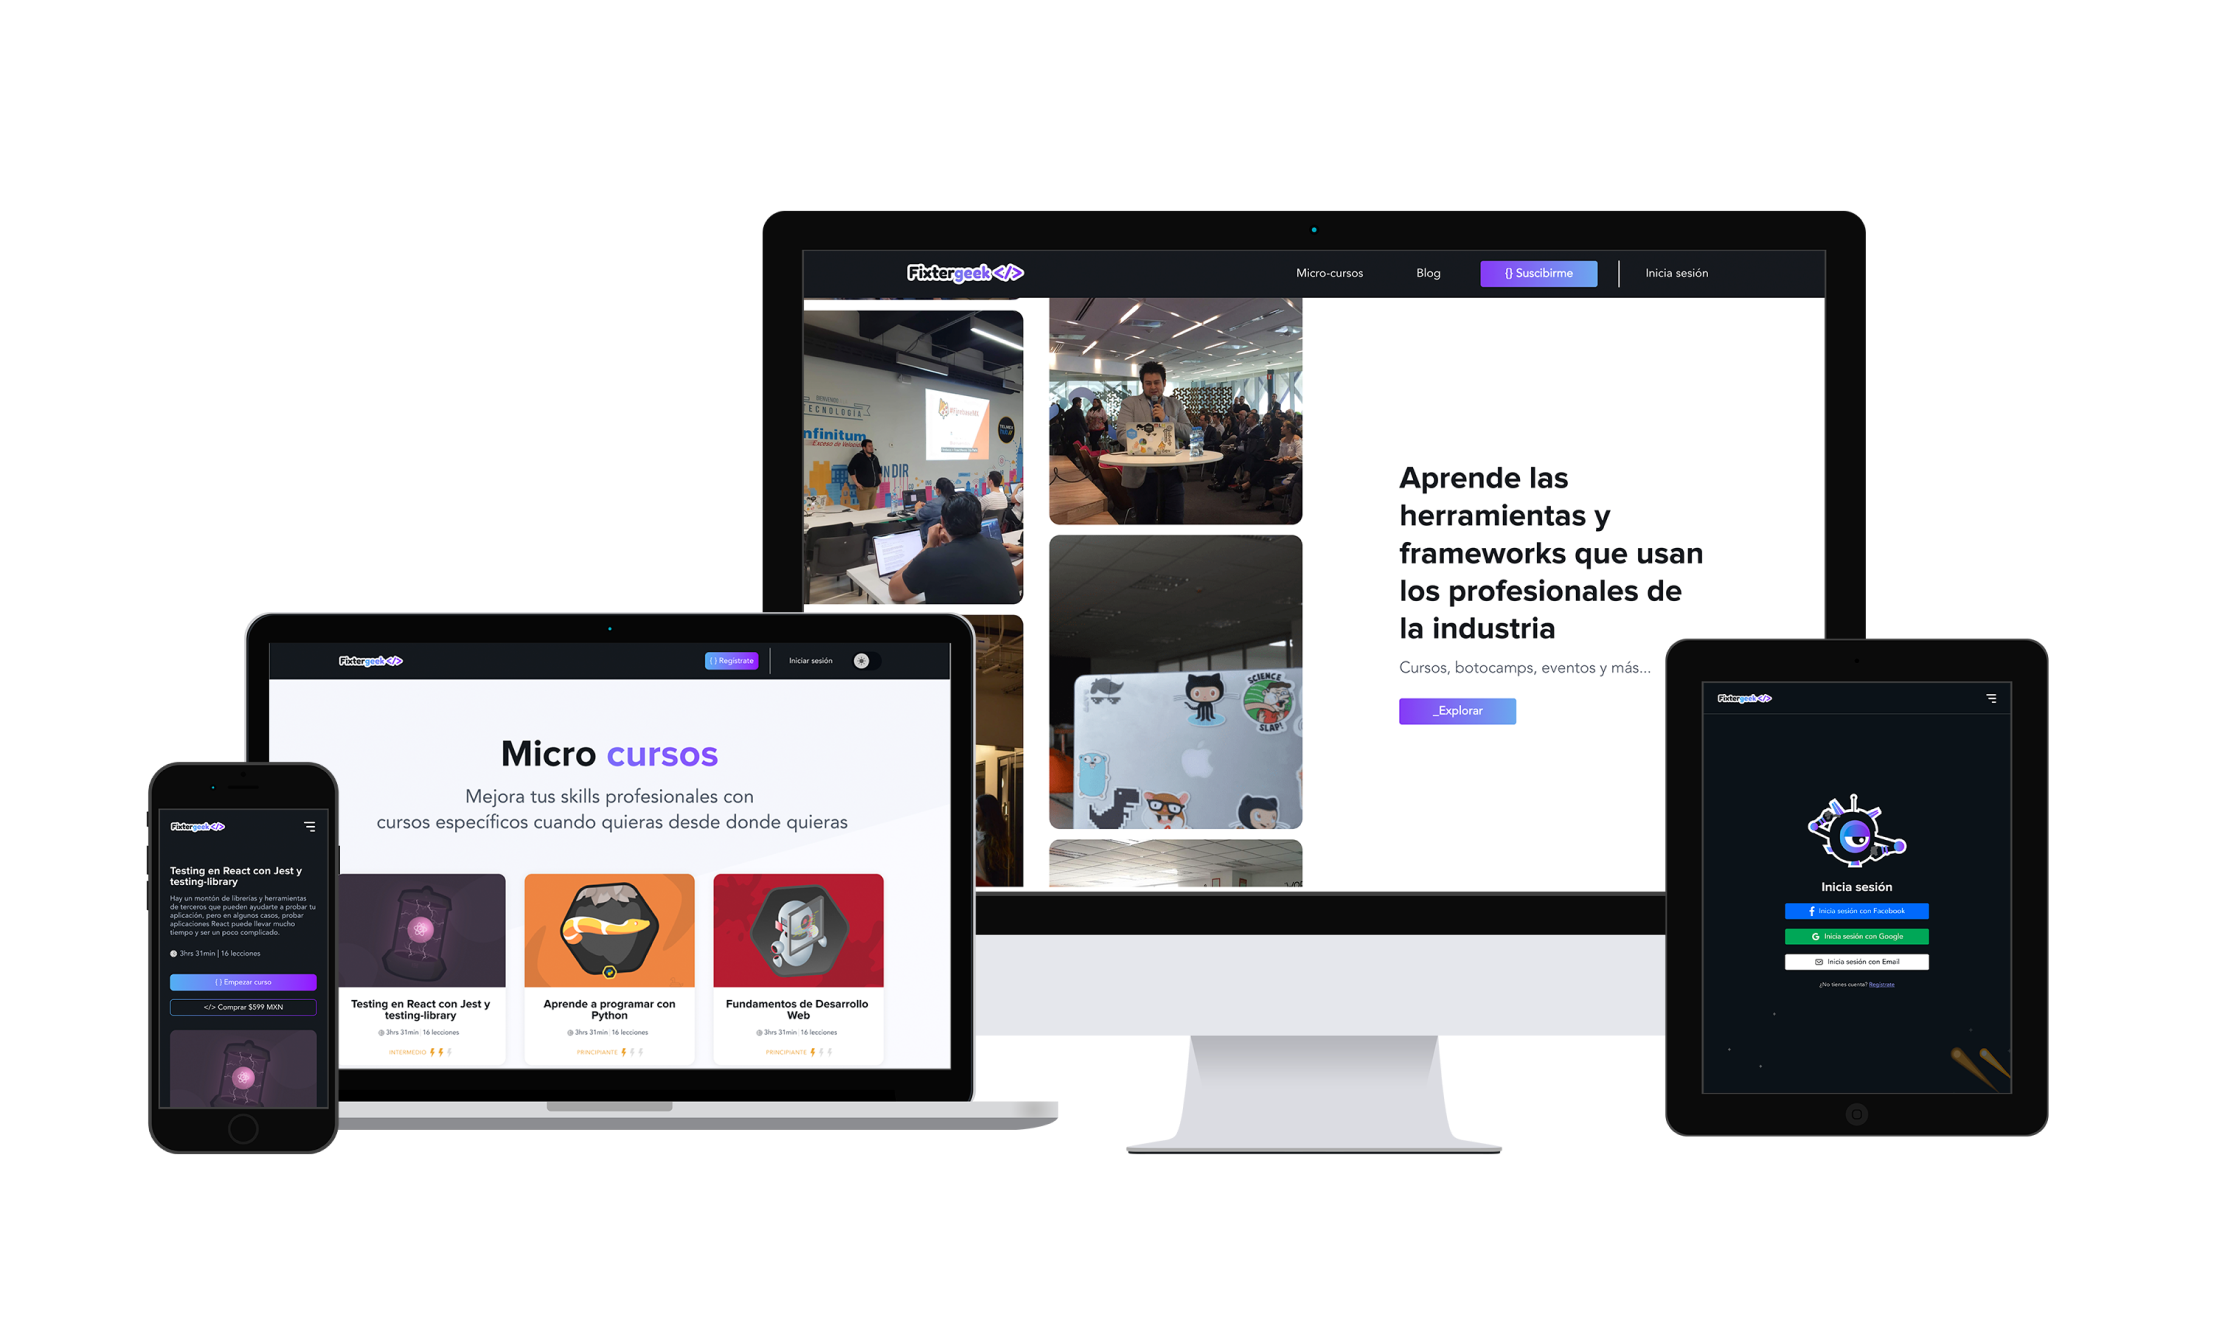 Fixtergeek </>
Micro-cursos
Blog
{} Suscibirme
Inicia sesión
BIENVENIDO
TECNOLOGÍA
nfinitum
Aprende las
herramientas y
frameworks que usan
los profesionales de
la industria
Cursos, botocamps, eventos y más...
_Explorar
SCIENCE
SLAP!
Fixtergeek </>
{ } Regístrate
Iniciar sesión
Micro cursos
Mejora tus skills profesionales con
cursos específicos cuando quieras desde donde quieras
Testing en React con Jest y
testing-library
3hrs 31min | 16 lecciones
INTERMEDIO
Aprende a programar con
Python
3hrs 31min | 16 lecciones
PRINCIPIANTE
Fundamentos de Desarrollo
Web
3hrs 31min | 16 lecciones
PRINCIPIANTE
Fixtergeek </>
Testing en React con Jest y
testing-library
Hay un montón de librerías y herramientas
de terceros que pueden ayudarte a probar tu
aplicación, pero en algunos casos, probar
aplicaciones React puede llevar mucho
tiempo y ser un poco complicado.
3hrs 31min | 16 lecciones
{ } Empezar curso
</> Comprar $599 MXN
Fixtergeek </>
Inicia sesión
Inicia sesión con Facebook
Inicia sesión con Google
Inicia sesión con Email
¿No tienes cuenta? Regístrate